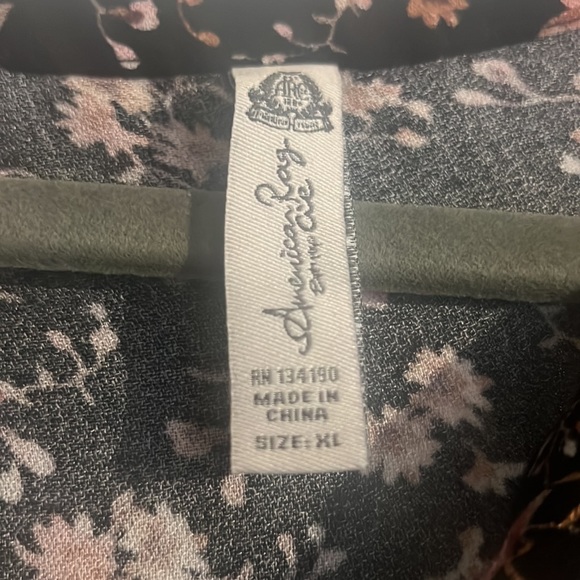 ARC
American Rag
Cie
RN 134190
MADE IN
CHINA
SIZE: XL